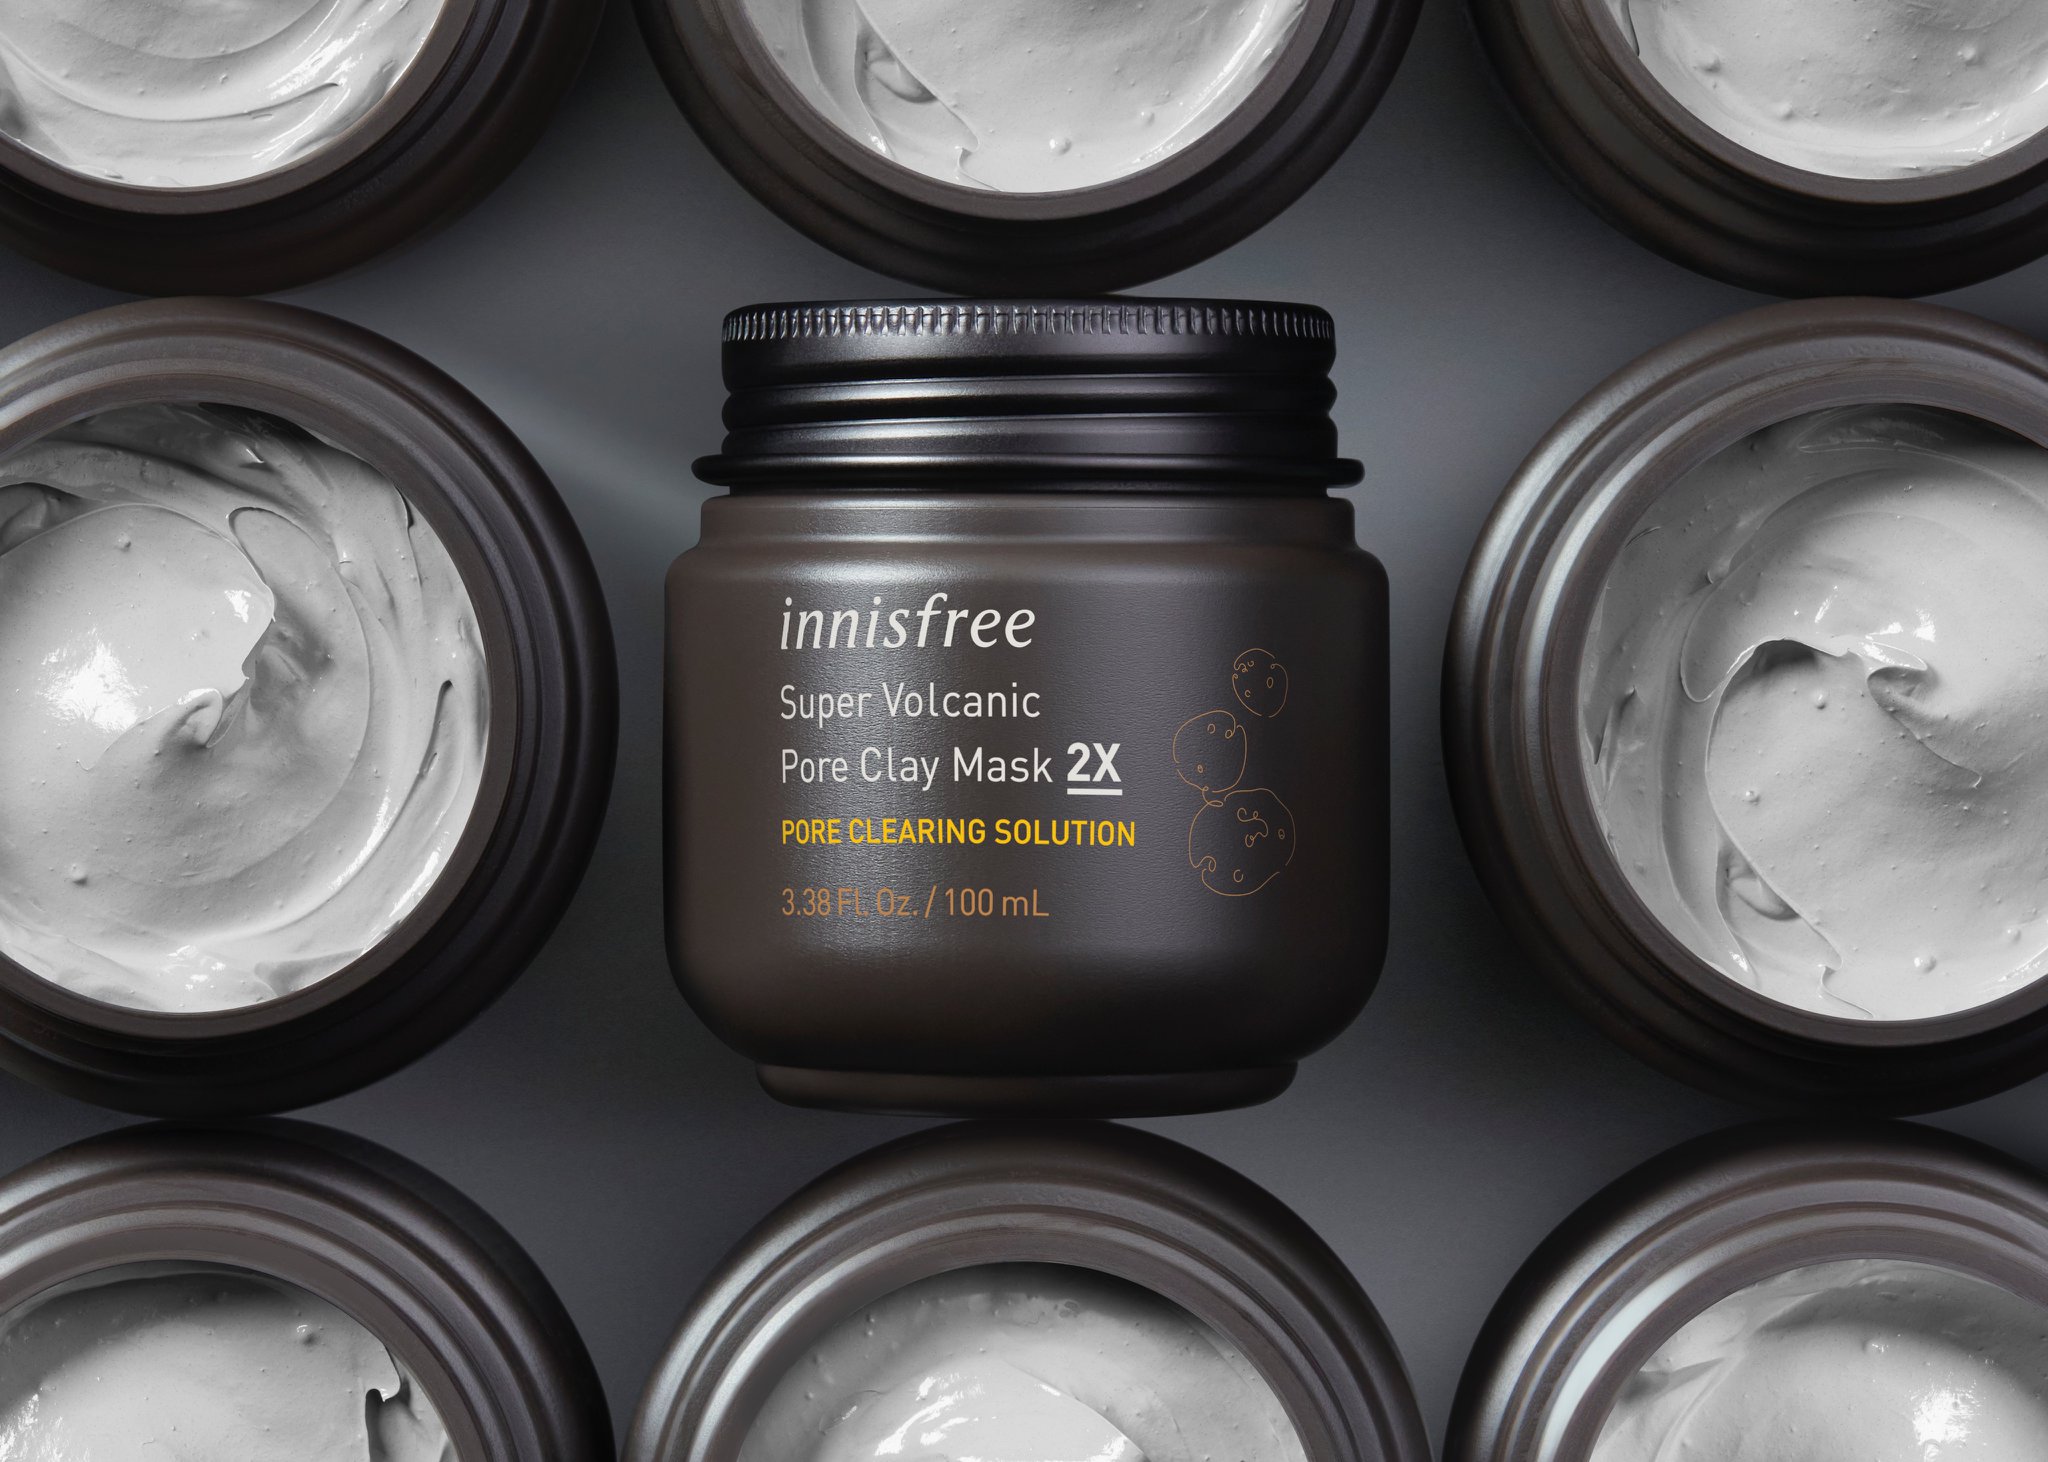 innisfree
Super Volcanic
Pore Clay Mask 2X
PORE CLEARING SOLUTION
3.38 Fl. Oz. / 100 mL